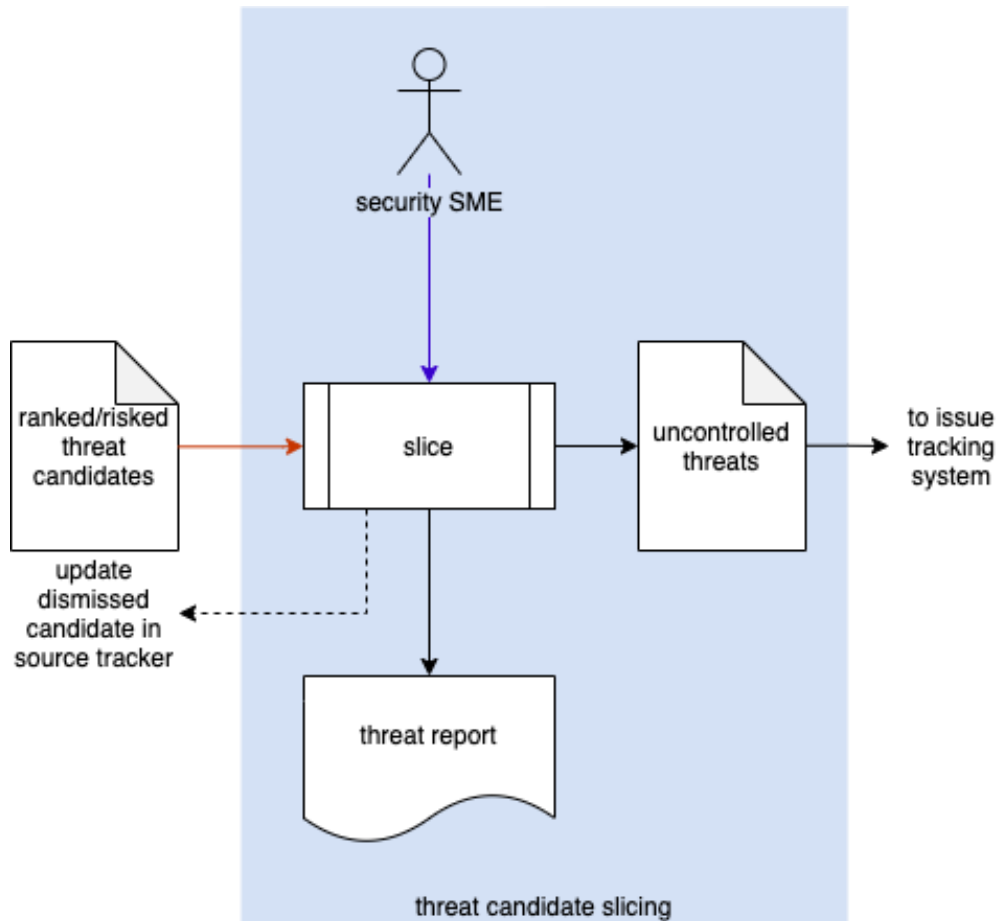 security SME
ranked/risked
threat
candidates
slice
uncontrolled
threats
to issue
tracking
system
update
dismissed
candidate in
source tracker
threat report
threat candidate slicing